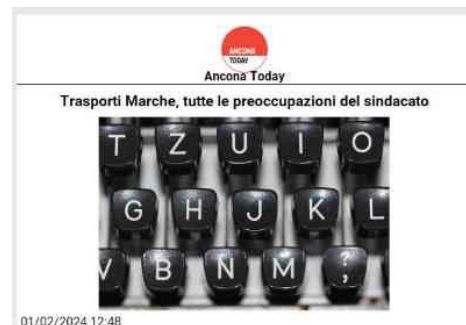 ANCONA
TODAY
Ancona Today
Trasporti Marche, tutte le preoccupazioni del sindacato
T Z U I O
G H J K L
V B N M ? ;
01/02/2024 12:48